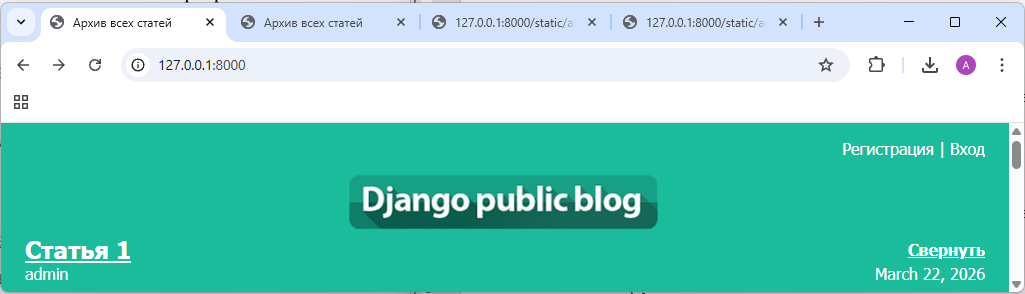 Архив всех статей
Архив всех статей
127.0.0.1:8000/static/a
127.0.0.1:8000/static/a
127.0.0.1:8000
A
Регистрация | Вход
Django public blog
Статья 1
Свернуть
admin
March 22, 2026